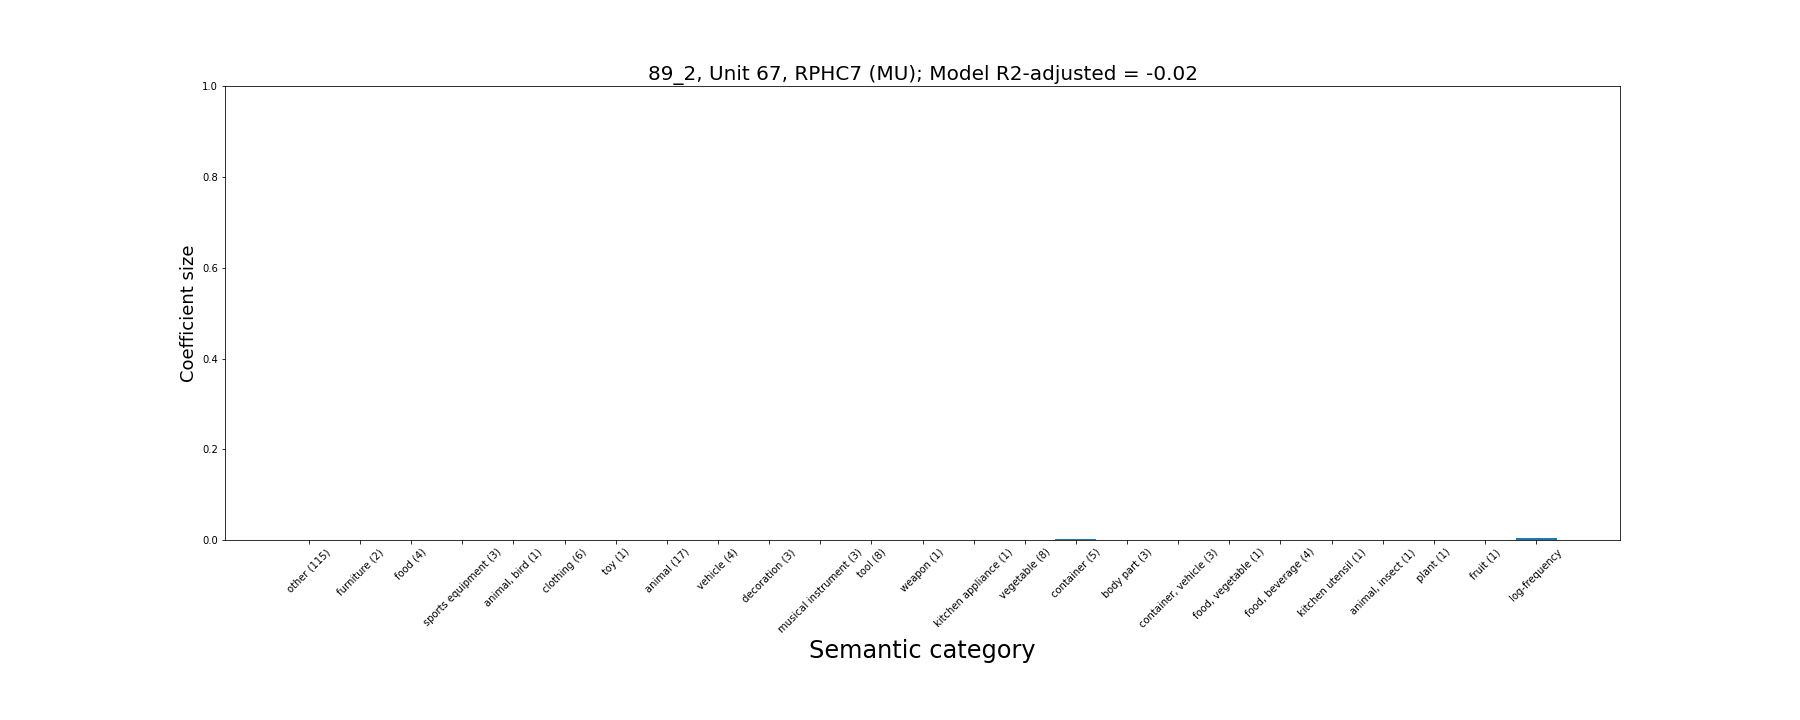 89_2, Unit 67, RPHC7 (MU); Model R2-adjusted = -0.02
Coefficient size
1.0
0.8
0.6
0.4
0.2
0.0
other (115)
furniture (2)
food (4)
sports equipment (3)
animal, bird (1)
clothing (6)
toy (1)
animal (17)
vehicle (4)
decoration (3)
musical instrument (3)
tool (8)
weapon (1)
kitchen appliance (1)
vegetable (8)
container (5)
body part (3)
container, vehicle (3)
food, vegetable (1)
food, beverage (4)
kitchen utensil (1)
animal, insect (1)
plant (1)
fruit (1)
log-frequency
Semantic category